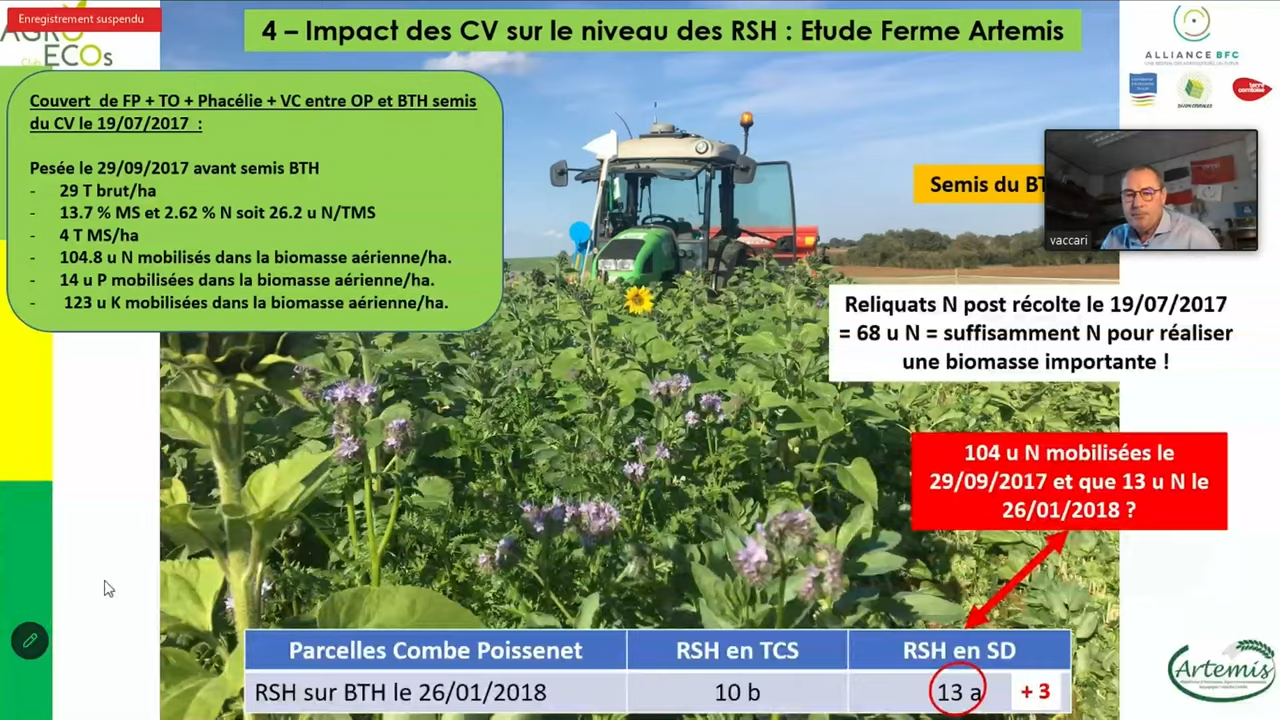 Enregistrement suspendu
AGRO
Club ECOs
4 – Impact des CV sur le niveau des RSH : Etude Ferme Artemis
ALLIANCE BFC
Couvert de FP + TO + Phacélie + VC entre OP et BTH semis
du CV le 19/07/2017 :
Pesée le 29/09/2017 avant semis BTH
- 29 T brut/ha
- 13.7 % MS et 2.62 % N soit 26.2 u N/TMS
- 4 T MS/ha
- 104.8 u N mobilisés dans la biomasse aérienne/ha.
- 14 u P mobilisées dans la biomasse aérienne/ha.
- 123 u K mobilisées dans la biomasse aérienne/ha.
Semis du BT
vaccari
Reliquats N post récolte le 19/07/2017
= 68 u N = suffisamment N pour réaliser
une biomasse importante !
104 u N mobilisées le
29/09/2017 et que 13 u N le
26/01/2018 ?
Parcelles Combe Poissenet RSH en TCS RSH en SD
RSH sur BTH le 26/01/2018 10 b 13 a + 3
Artemis